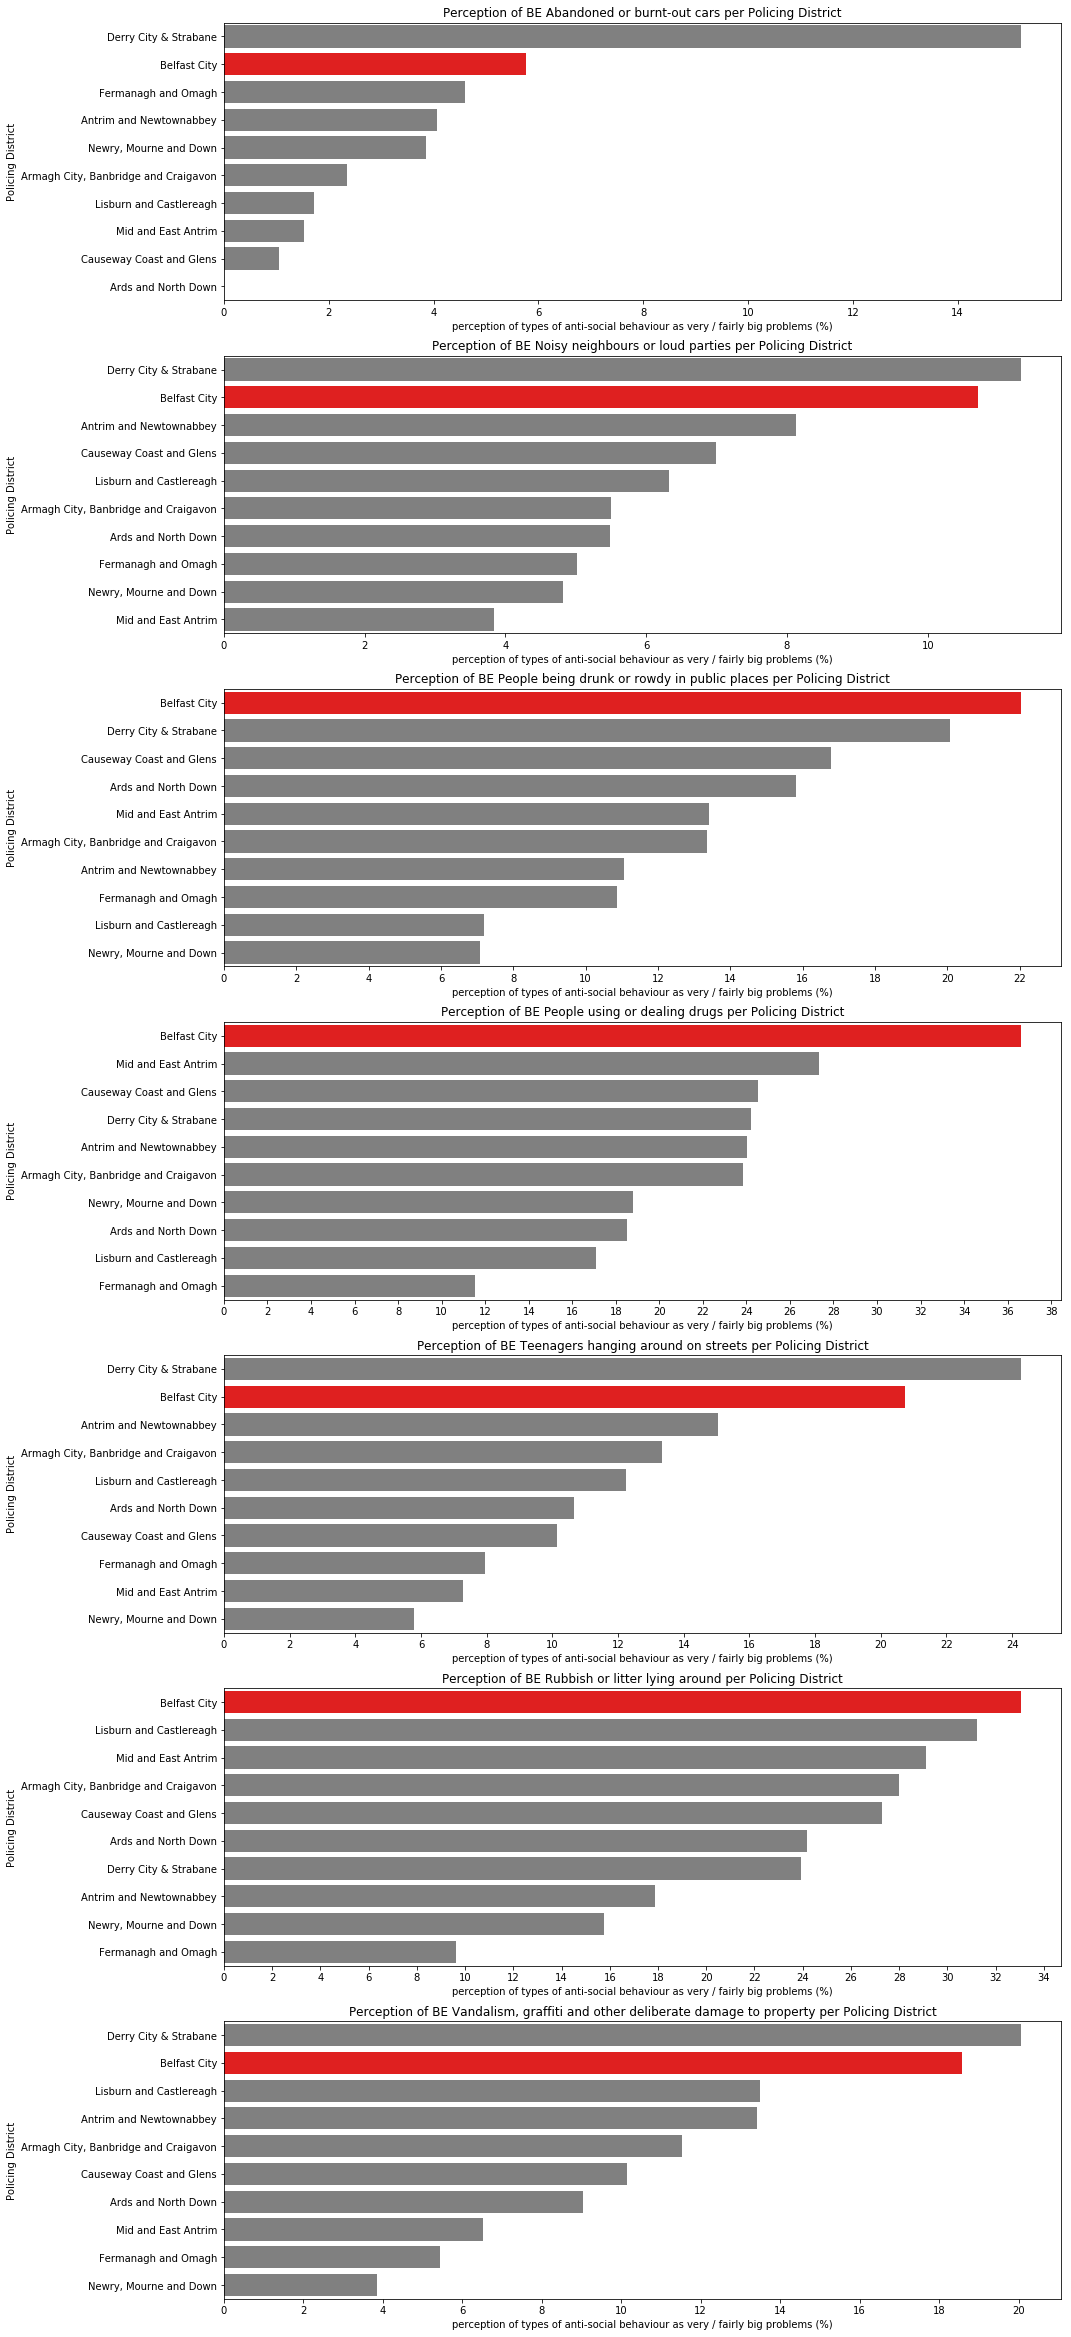 Perception of BE Abandoned or burnt-out cars per Policing District
Policing District
Derry City & Strabane
Belfast City
Fermanagh and Omagh
Antrim and Newtownabbey
Newry, Mourne and Down
Armagh City, Banbridge and Craigavon
Lisburn and Castlereagh
Mid and East Antrim
Causeway Coast and Glens
Ards and North Down
0 2 4 6 8 10 12 14
perception of types of anti-social behaviour as very / fairly big problems (%)
Perception of BE Noisy neighbours or loud parties per Policing District
Policing District
Derry City & Strabane
Belfast City
Antrim and Newtownabbey
Causeway Coast and Glens
Lisburn and Castlereagh
Armagh City, Banbridge and Craigavon
Ards and North Down
Fermanagh and Omagh
Newry, Mourne and Down
Mid and East Antrim
0 2 4 6 8 10
perception of types of anti-social behaviour as very / fairly big problems (%)
Perception of BE People being drunk or rowdy in public places per Policing District
Policing District
Belfast City
Derry City & Strabane
Causeway Coast and Glens
Ards and North Down
Mid and East Antrim
Armagh City, Banbridge and Craigavon
Antrim and Newtownabbey
Fermanagh and Omagh
Lisburn and Castlereagh
Newry, Mourne and Down
0 2 4 6 8 10 12 14 16 18 20 22
perception of types of anti-social behaviour as very / fairly big problems (%)
Perception of BE People using or dealing drugs per Policing District
Policing District
Belfast City
Mid and East Antrim
Causeway Coast and Glens
Derry City & Strabane
Antrim and Newtownabbey
Armagh City, Banbridge and Craigavon
Newry, Mourne and Down
Ards and North Down
Lisburn and Castlereagh
Fermanagh and Omagh
0 2 4 6 8 10 12 14 16 18 20 22 24 26 28 30 32 34 36 38
perception of types of anti-social behaviour as very / fairly big problems (%)
Perception of BE Teenagers hanging around on streets per Policing District
Policing District
Derry City & Strabane
Belfast City
Antrim and Newtownabbey
Armagh City, Banbridge and Craigavon
Lisburn and Castlereagh
Ards and North Down
Causeway Coast and Glens
Fermanagh and Omagh
Mid and East Antrim
Newry, Mourne and Down
0 2 4 6 8 10 12 14 16 18 20 22 24
perception of types of anti-social behaviour as very / fairly big problems (%)
Perception of BE Rubbish or litter lying around per Policing District
Policing District
Belfast City
Lisburn and Castlereagh
Mid and East Antrim
Armagh City, Banbridge and Craigavon
Causeway Coast and Glens
Ards and North Down
Derry City & Strabane
Antrim and Newtownabbey
Newry, Mourne and Down
Fermanagh and Omagh
0 2 4 6 8 10 12 14 16 18 20 22 24 26 28 30 32 34
perception of types of anti-social behaviour as very / fairly big problems (%)
Perception of BE Vandalism, graffiti and other deliberate damage to property per Policing District
Policing District
Derry City & Strabane
Belfast City
Lisburn and Castlereagh
Antrim and Newtownabbey
Armagh City, Banbridge and Craigavon
Causeway Coast and Glens
Ards and North Down
Mid and East Antrim
Fermanagh and Omagh
Newry, Mourne and Down
0 2 4 6 8 10 12 14 16 18 20
perception of types of anti-social behaviour as very / fairly big problems (%)